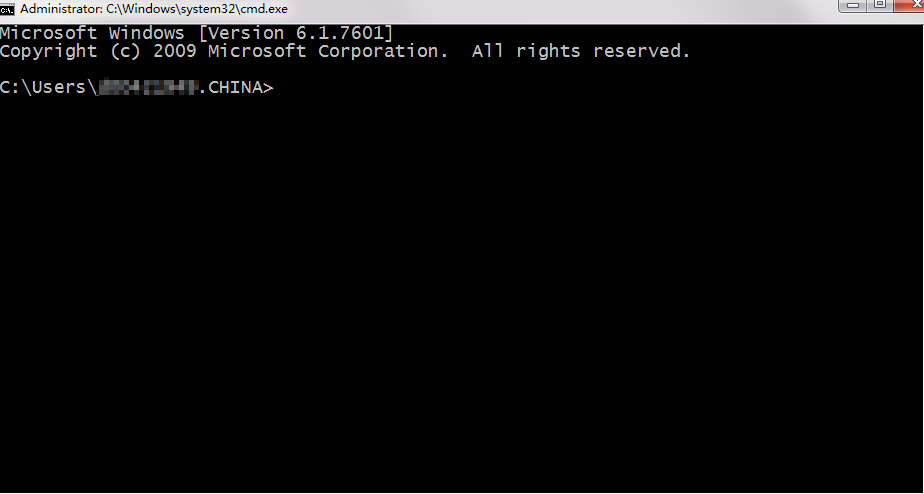 Administrator: C:\Windows\system32\cmd.exe
Microsoft Windows [Version 6.1.7601]
Copyright (c) 2009 Microsoft Corporation.  All rights reserved.
C:\Users\.CHINA>